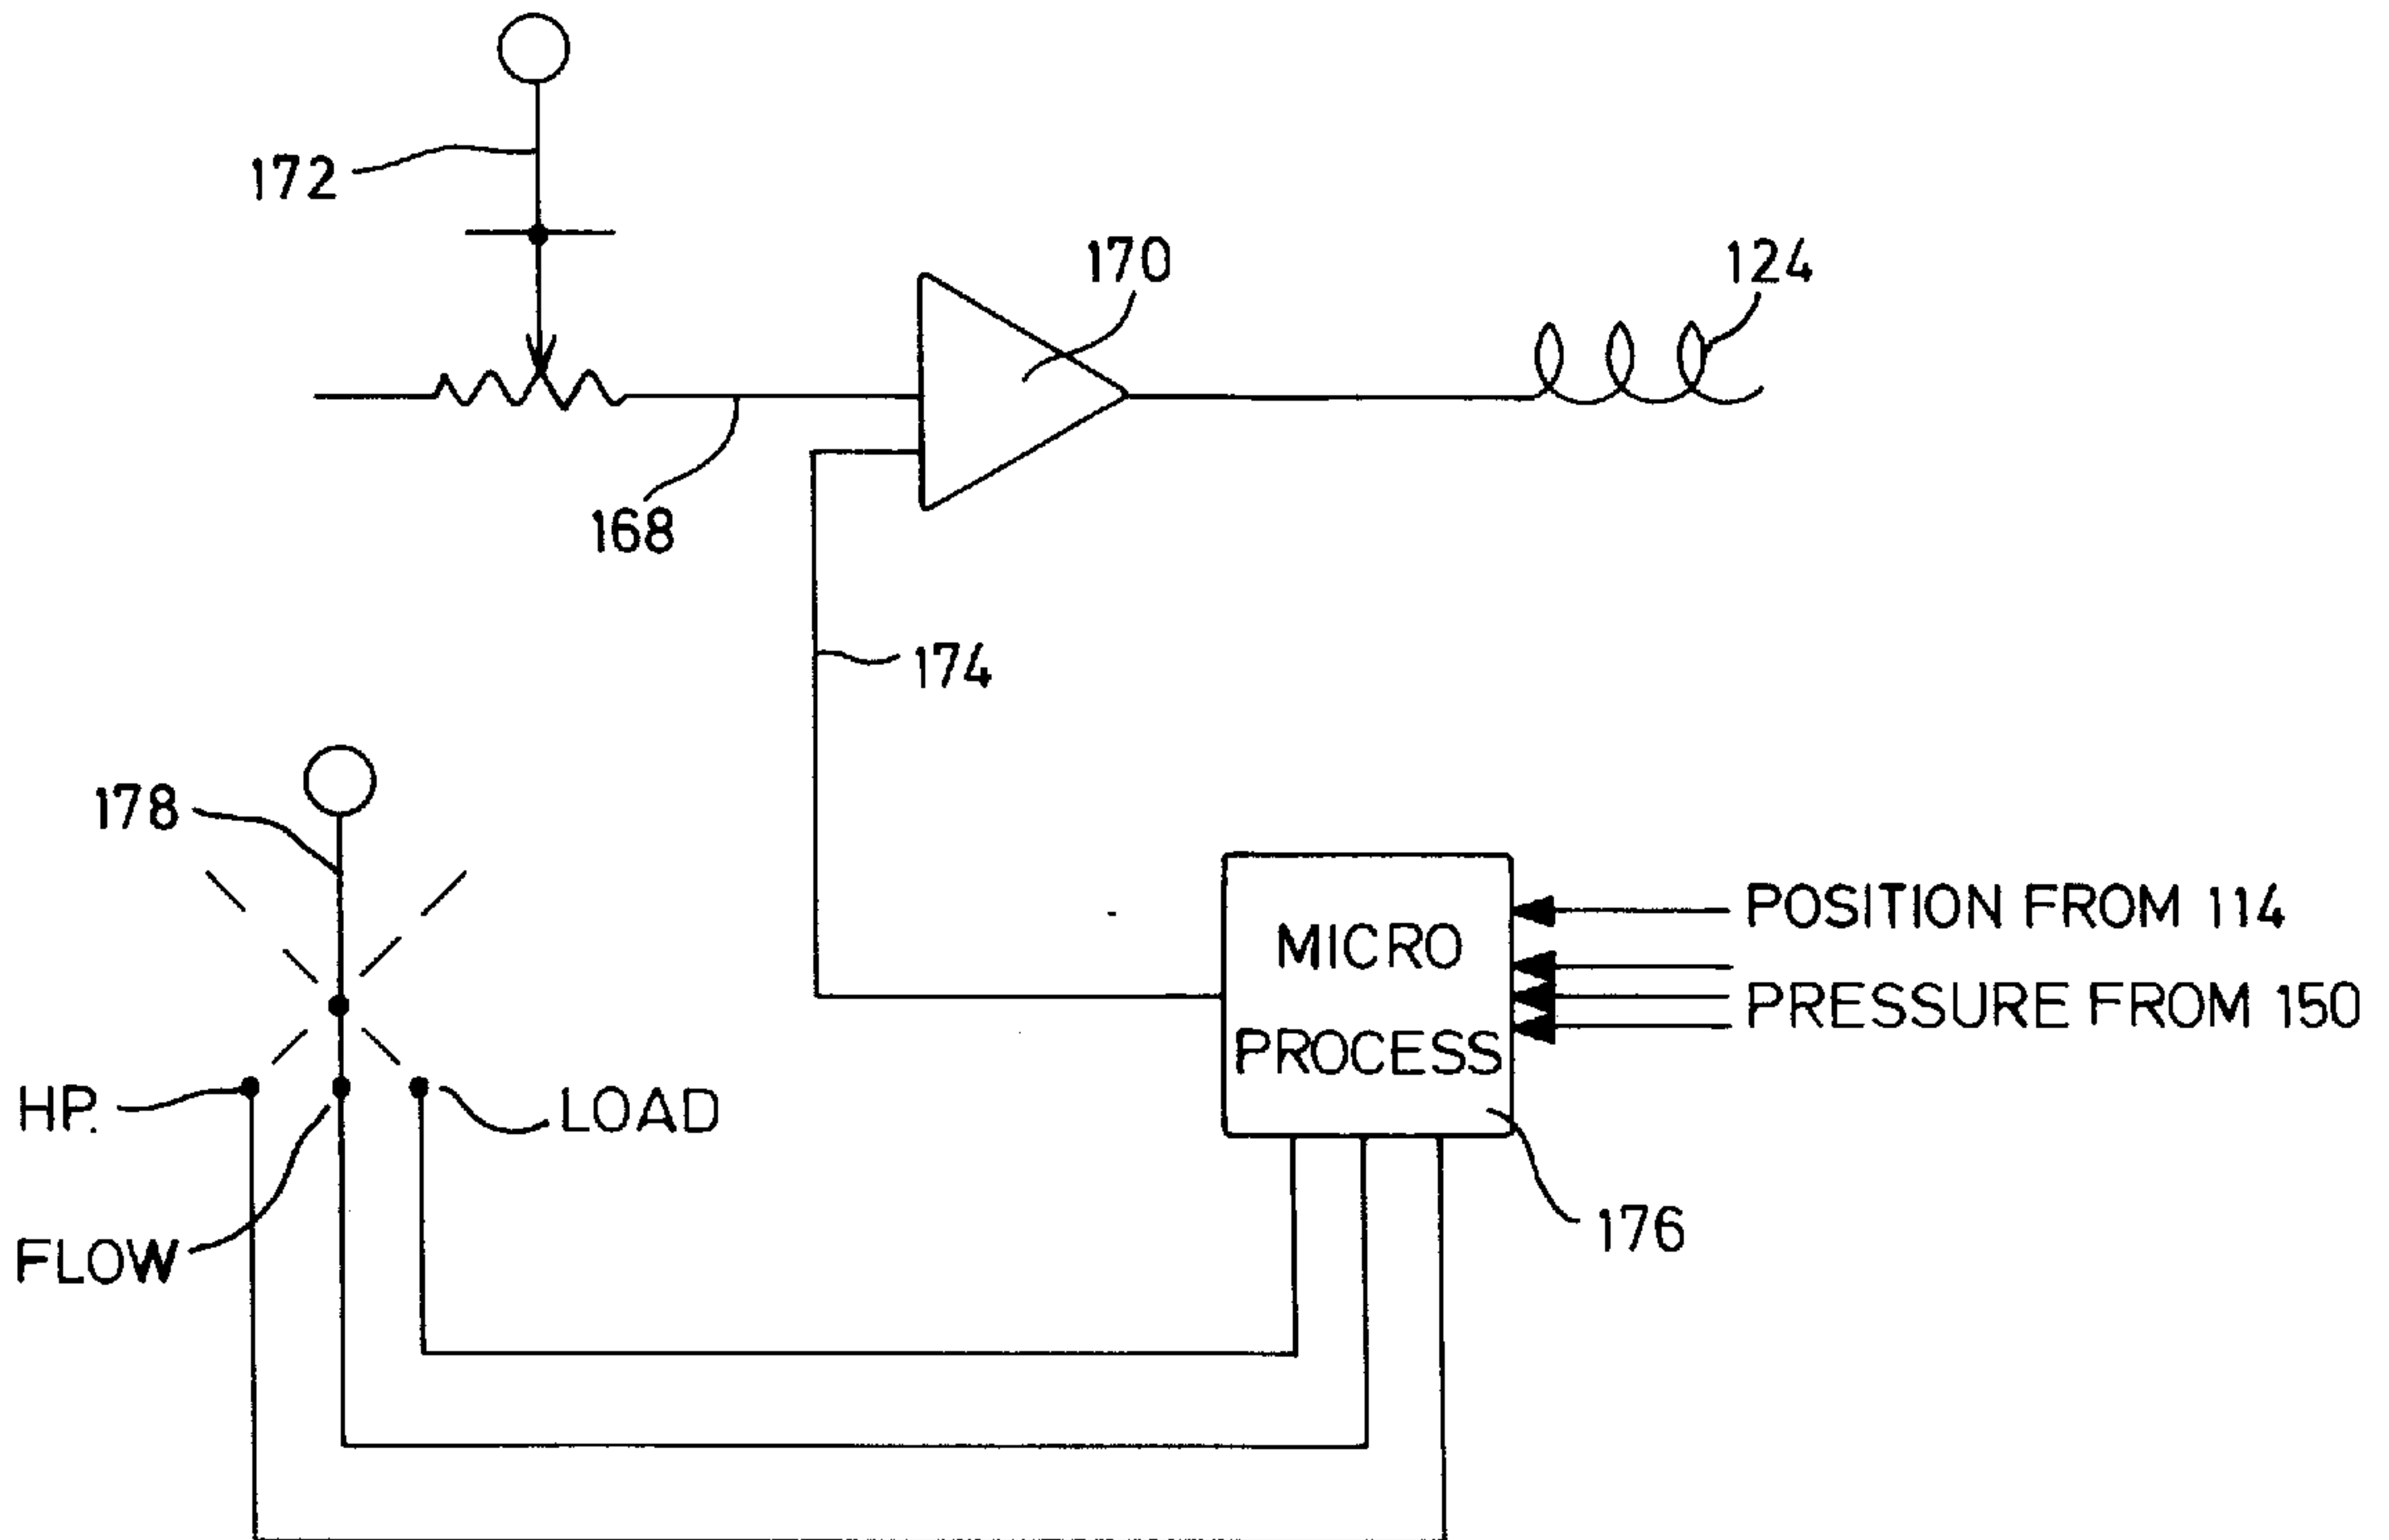 172
170
124
168
174
178
POSITION FROM 114
MICRO
PROCESS
PRESSURE FROM 150
HP.
LOAD
FLOW
176